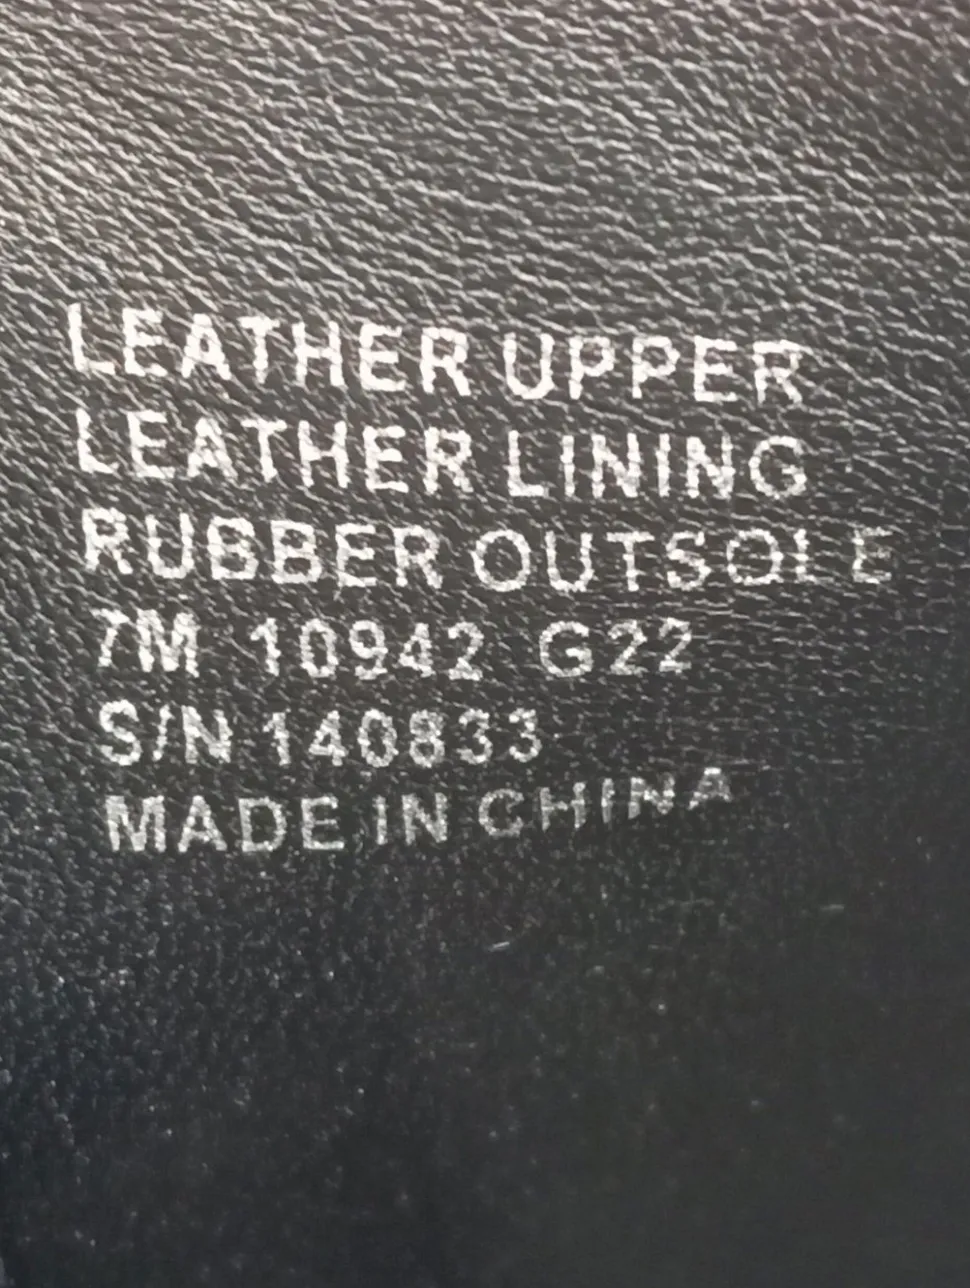 LEATHER UPPER
LEATHER LINING
RUBBER OUTSOLE
7M 10942 G22
S/N 140833
MADE IN CHINA